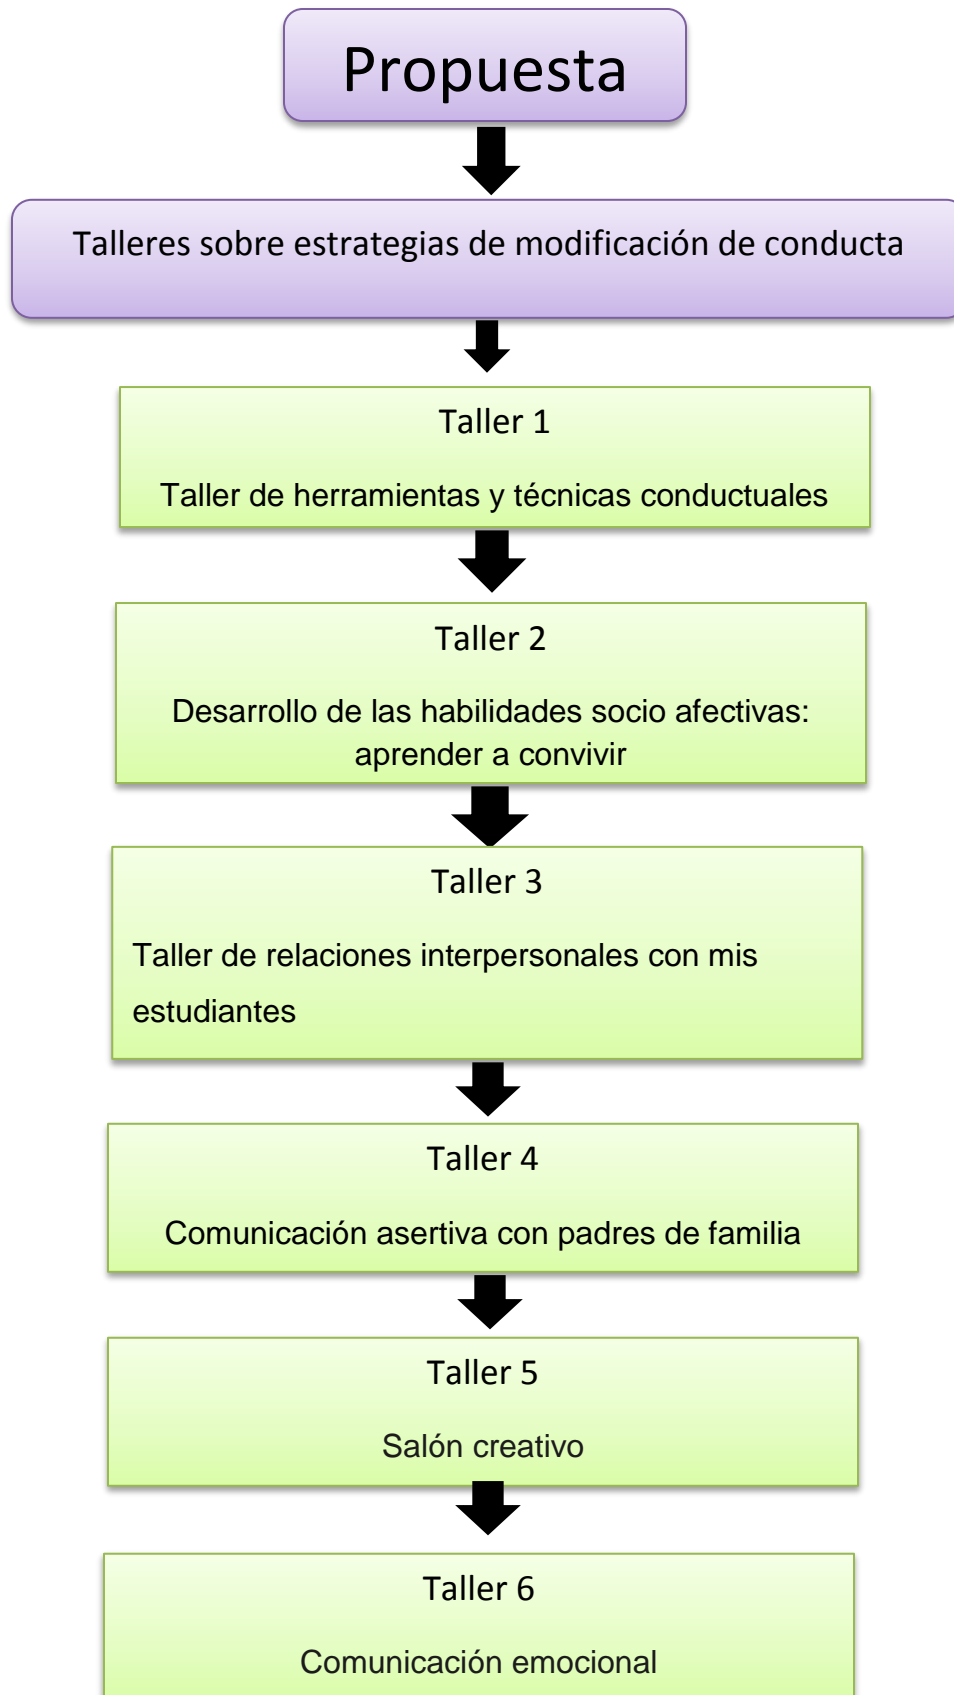 Propuesta
Talleres sobre estrategias de modificación de conducta
Taller 1
Taller de herramientas y técnicas conductuales
Taller 2
Desarrollo de las habilidades socio afectivas:
aprender a convivir
Taller 3
Taller de relaciones interpersonales con mis
estudiantes
Taller 4
Comunicación asertiva con padres de familia
Taller 5
Salón creativo
Taller 6
Comunicación emocional